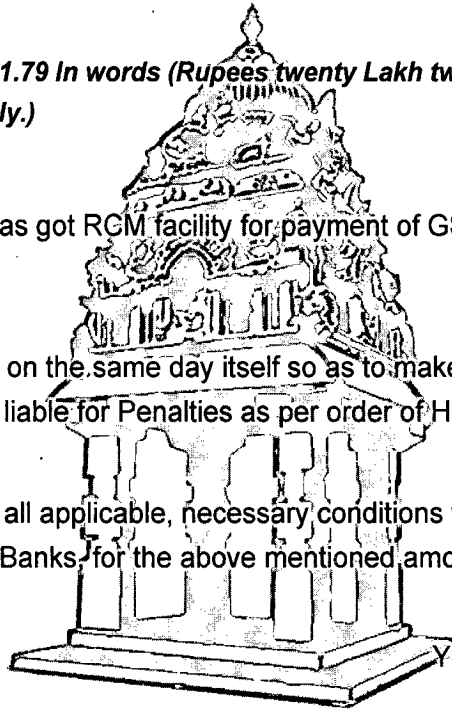 1.79 In words (Rupees twenty Lakh tw
ly.)
as got RCM facility for payment of GS
on the same day itself so as to make
liable for Penalties as per order of H
all applicable, necessary conditions
Banks, for the above mentioned amo
Y